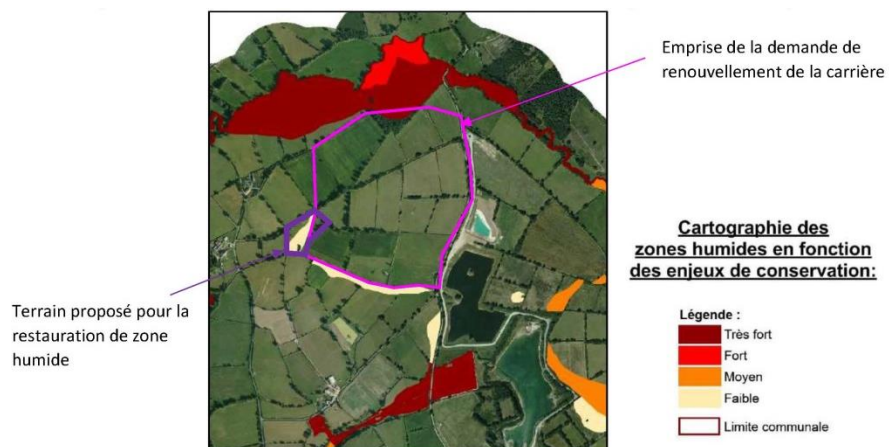 Emprise de la demande de
renouvellement de la carrière
Terrain proposé pour la
restauration de zone
humide
Cartographie des
zones humides en fonction
des enjeux de conservation:
Légende :
Très fort
Fort
Moyen
Faible
Limite communale